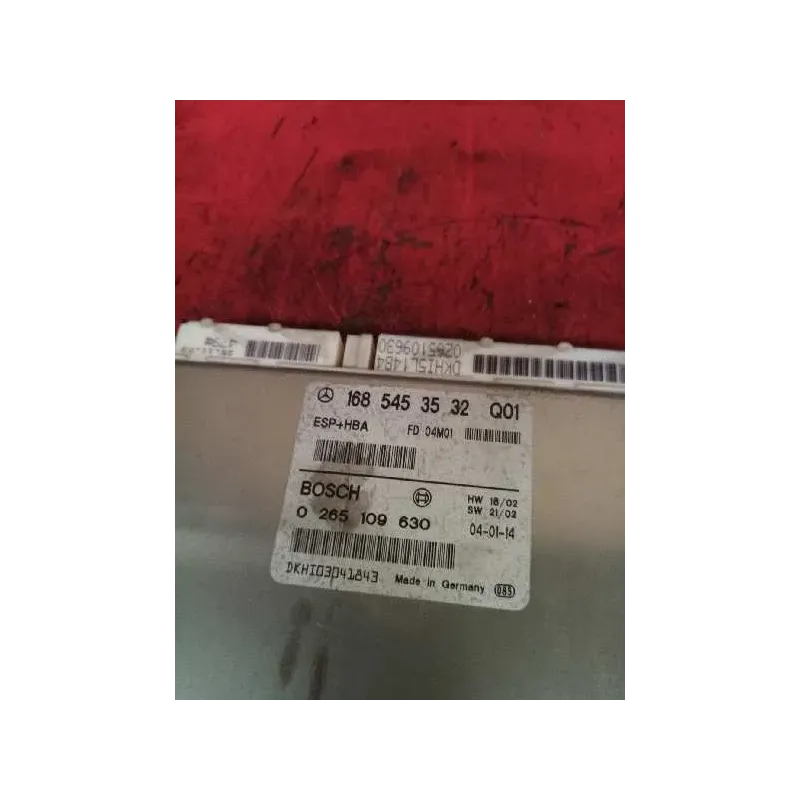 0265109630
DKHI5L1484
168 545 35 32 Q01
ESP+HBA FD 04M01
BOSCH HW 18/02
SW 21/02
0 265 109 630 04-01-14
DKHI03041843 Made in Germany 085